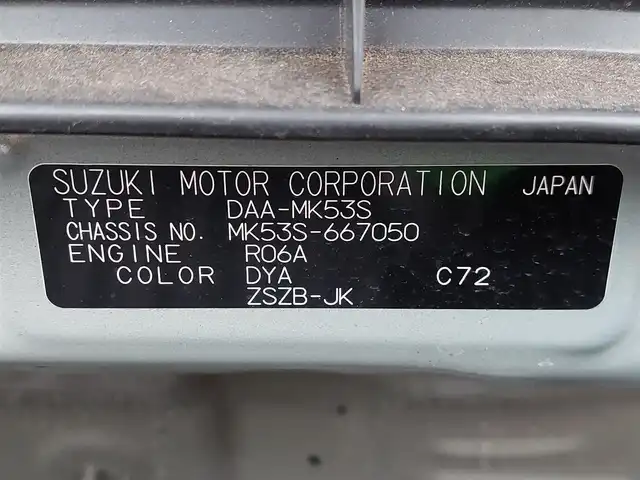 SUZUKI MOTOR CORPORATION JAPAN
TYPE DAA-MK53S
CHASSIS NO. MK53S-667050
ENGINE R06A
COLOR DYA C72
ZSZB-JK